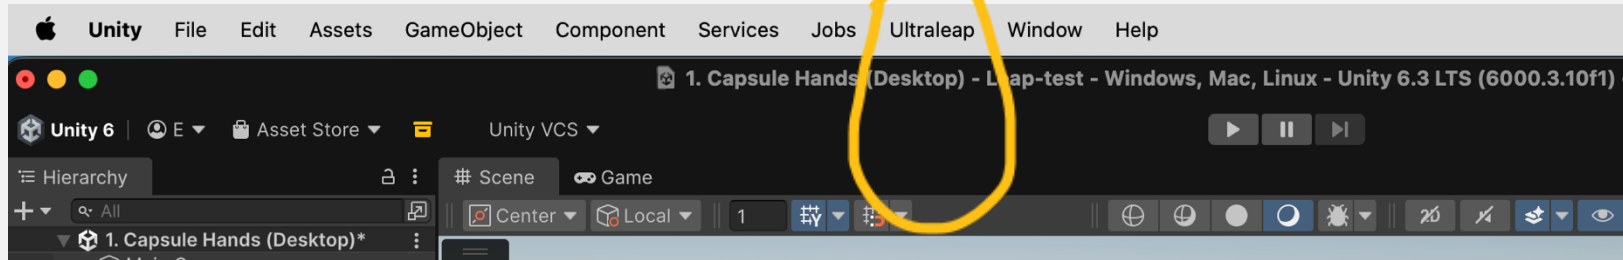 Unity File Edit Assets GameObject Component Services Jobs Ultraleap Window Help
1. Capsule Hands (Desktop) - Leap-test - Windows, Mac, Linux - Unity 6.3 LTS (6000.3.10f1)
Unity 6 E Asset Store Unity VCS
Hierarchy # Scene Game
All Center Local 1 2D
1. Capsule Hands (Desktop)*